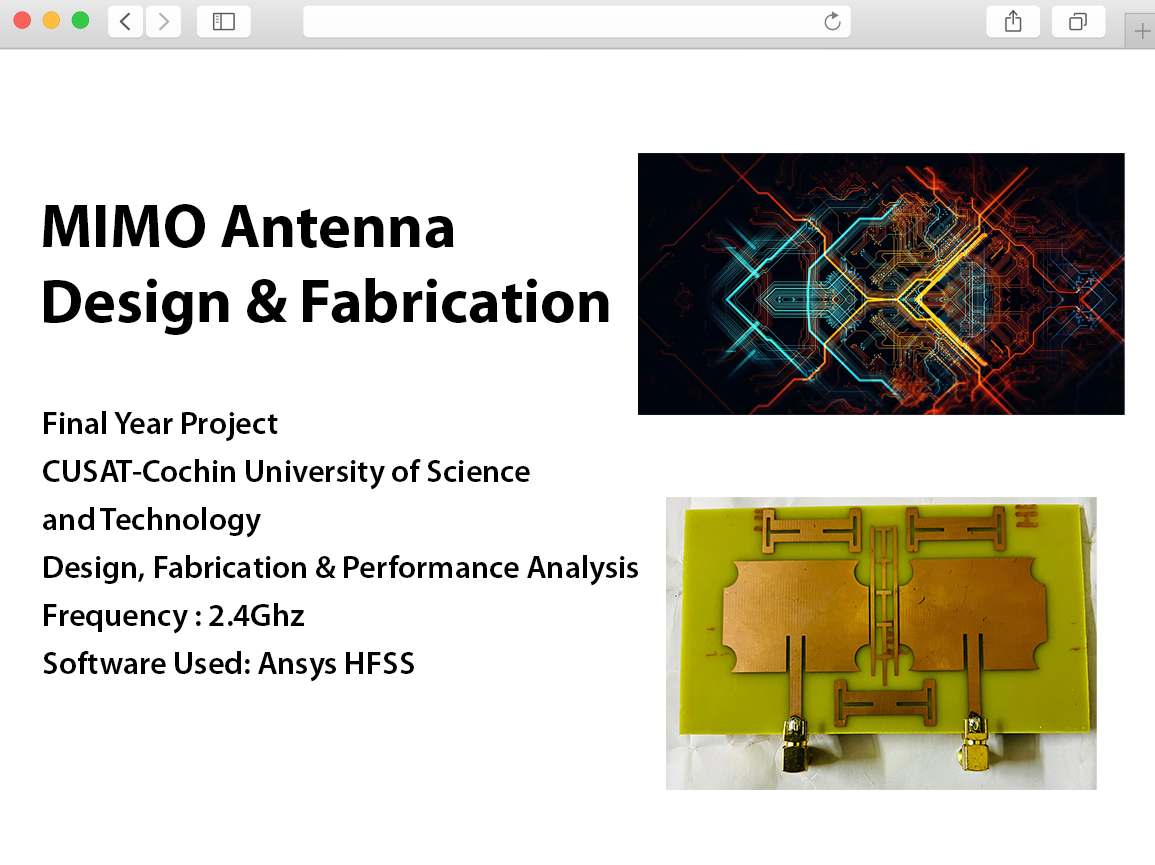 MIMO Antenna
Design & Fabrication
Final Year Project
CUSAT-Cochin University of Science
and Technology
Design, Fabrication & Performance Analysis
Frequency : 2.4Ghz
Software Used: Ansys HFSS